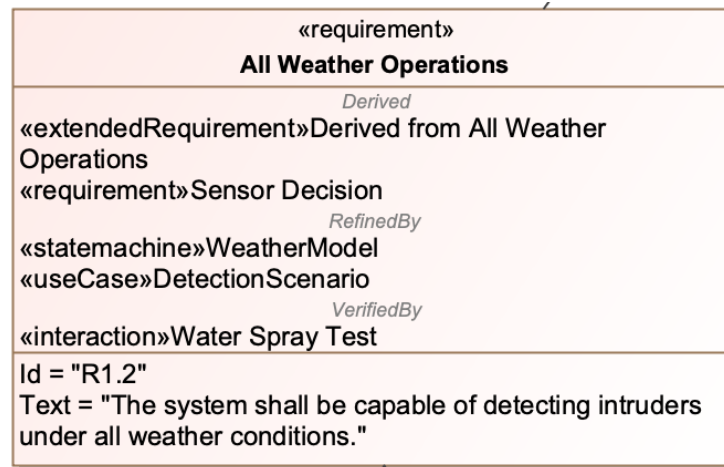 «requirement»
All Weather Operations
Derived
«extendedRequirement»Derived from All Weather
Operations
«requirement»Sensor Decision
RefinedBy
«statemachine»WeatherModel
«useCase»DetectionScenario
VerifiedBy
«interaction»Water Spray Test
Id = "R1.2"
Text = "The system shall be capable of detecting intruders
under all weather conditions."